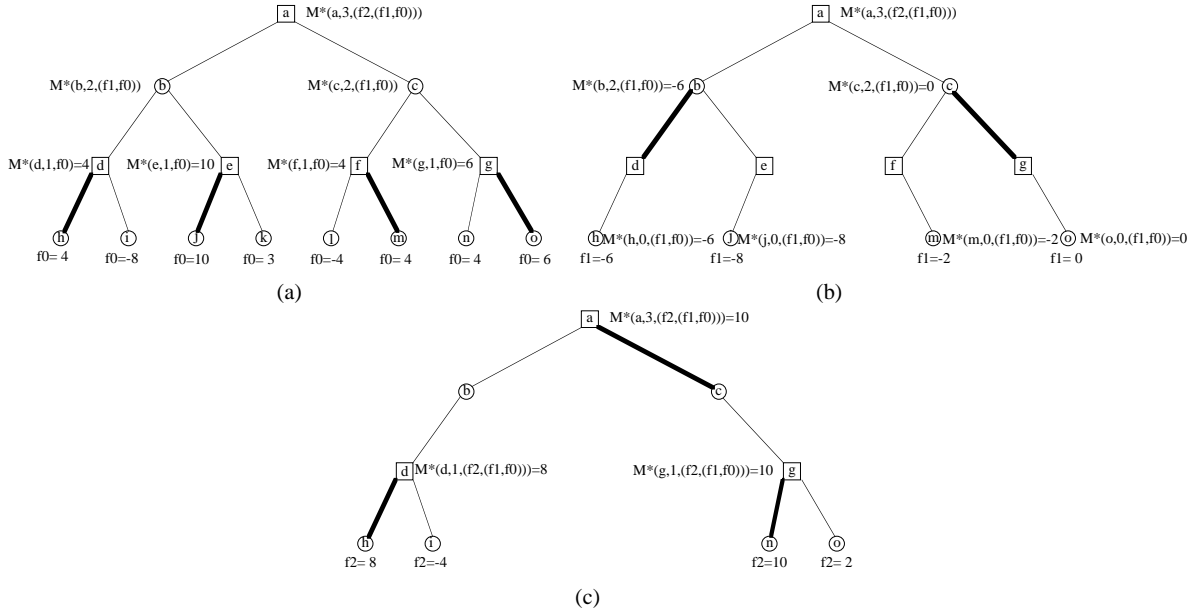 a M*(a,3,(f2,(f1,f0)))
M*(b,2,(f1,f0)) b M*(c,2,(f1,f0)) c
M*(d,1,f0)=4 d M*(e,1,f0)=10 e M*(f,1,f0)=4 f M*(g,1,f0)=6 g
h i j k l m n o
f0= 4 f0=-8 f0=10 f0= 3 f0=-4 f0= 4 f0= 4 f0= 6
(a)
a M*(a,3,(f2,(f1,f0)))
M*(b,2,(f1,f0))=-6 b M*(c,2,(f1,f0))=0 c
d e f g
h M*(h,0,(f1,f0))=-6 j M*(j,0,(f1,f0))=-8 m M*(m,0,(f1,f0))=-2 o M*(o,0,(f1,f0))=0
f1=-6 f1=-8 f1=-2 f1= 0
(b)
a M*(a,3,(f2,(f1,f0)))=10
b c
d M*(d,1,(f2,(f1,f0)))=8 M*(g,1,(f2,(f1,f0)))=10 g
h i n o
f2= 8 f2=-4 f2=10 f2= 2
(c)